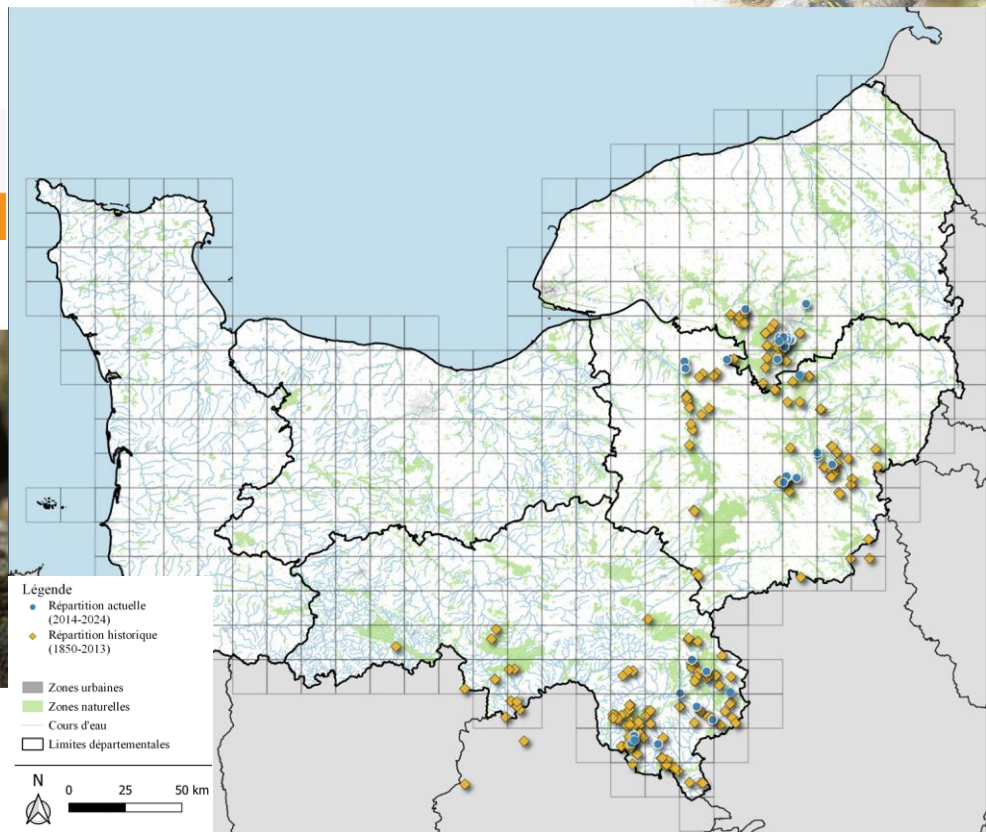 Légende
Répartition actuelle
(2014-2024)
Répartition historique
(1850-2013)
Zones urbaines
Zones naturelles
Cours d'eau
Limites départementales
N
0 25 50 km